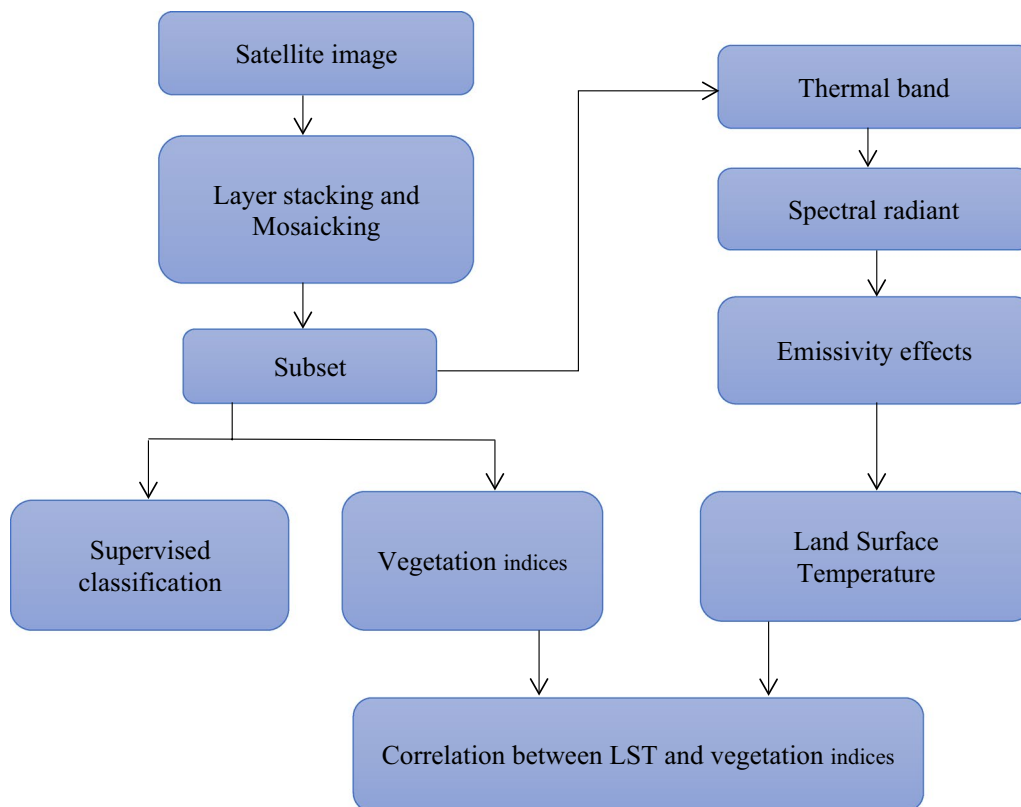 Satellite image
Layer stacking and
Mosaicking
Subset
Thermal band
Spectral radiant
Emissivity effects
Supervised
classification
Vegetation indices
Land Surface
Temperature
Correlation between LST and vegetation indices